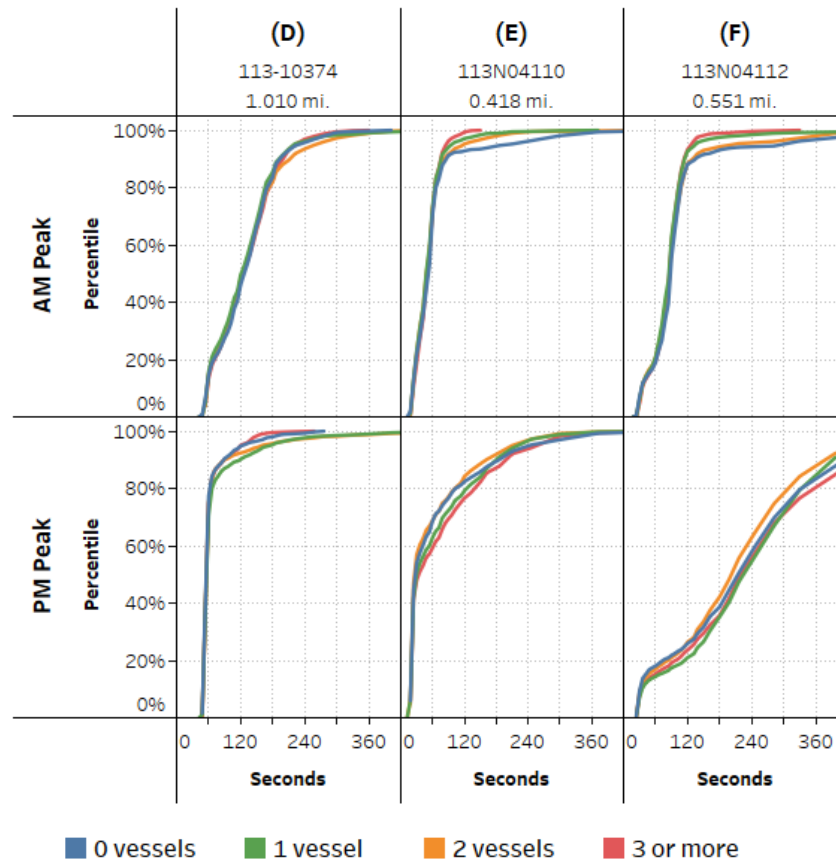 (D) (E) (F)
113-10374 113N04110 113N04112
1.010 mi. 0.418 mi. 0.551 mi.
AM Peak
Percentile
100%
80%
60%
40%
20%
0%
PM Peak
Percentile
100%
80%
60%
40%
20%
0%
0 120 240 360 0 120 240 360 0 120 240 360
Seconds Seconds Seconds
0 vessels 1 vessel 2 vessels 3 or more